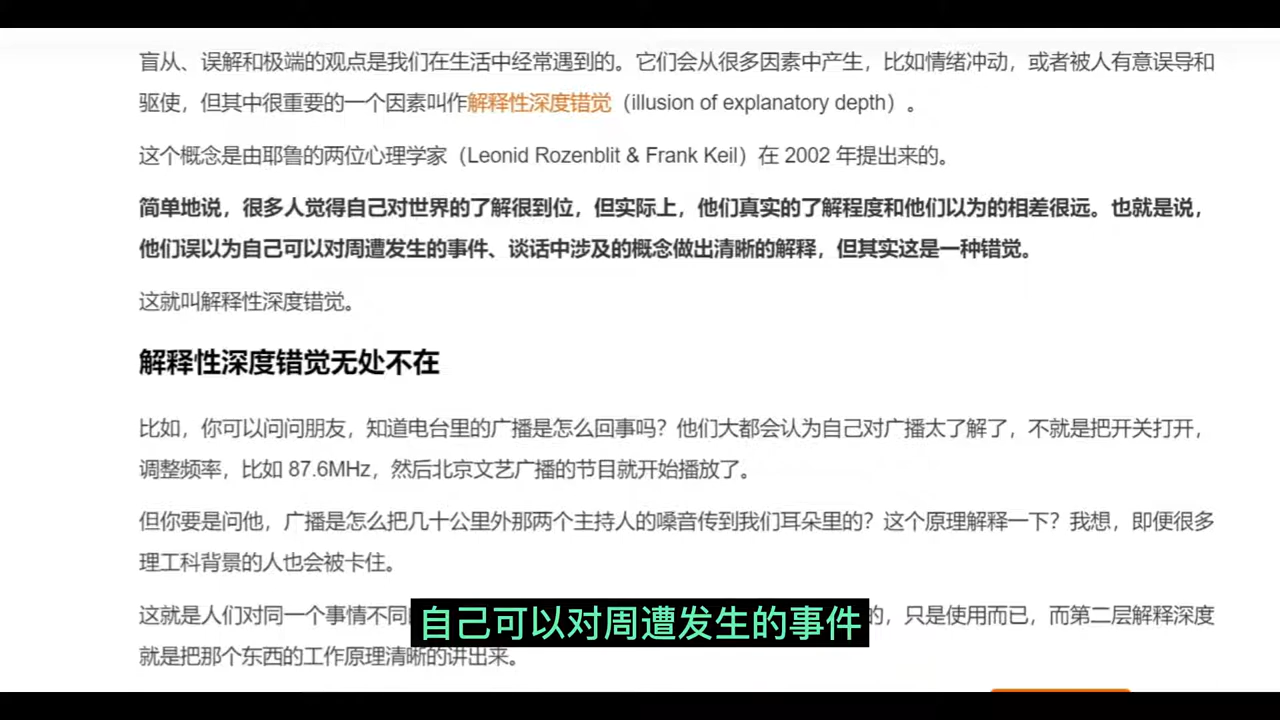 盲从、误解和极端的观点是我们在生活中经常遇到的。它们会从很多因素中产生，比如情绪冲动，或者被人有意误导和
驱使，但其中很重要的一个因素叫作解释性深度错觉（illusion of explanatory depth）。
这个概念是由耶鲁的两位心理学家（Leonid Rozenblit & Frank Keil）在 2002 年提出来的。
简单地说，很多人觉得自己对世界的了解很到位，但实际上，他们真实的了解程度和他们以为的相差很远。也就是说，
他们误以为自己可以对周遭发生的事件、谈话中涉及的概念做出清晰的解释，但其实这是一种错觉。
这就叫解释性深度错觉。
解释性深度错觉无处不在
比如，你可以问问朋友，知道电台里的广播是怎么回事吗？他们大都会认为自己对广播太了解了，不就是把开关打开，
调整频率，比如 87.6MHz，然后北京文艺广播的节目就开始播放了。
但你要是问他，广播是怎么把几十公里外那两个主持人的嗓音传到我们耳朵里的？这个原理解释一下？我想，即便很多
理工科背景的人也会被卡住。
这就是人们对同一个事情不同的，只是使用而已，而第二层解释深度
自己可以对周遭发生的事件
就是把那个东西的工作原理清晰的讲出来。